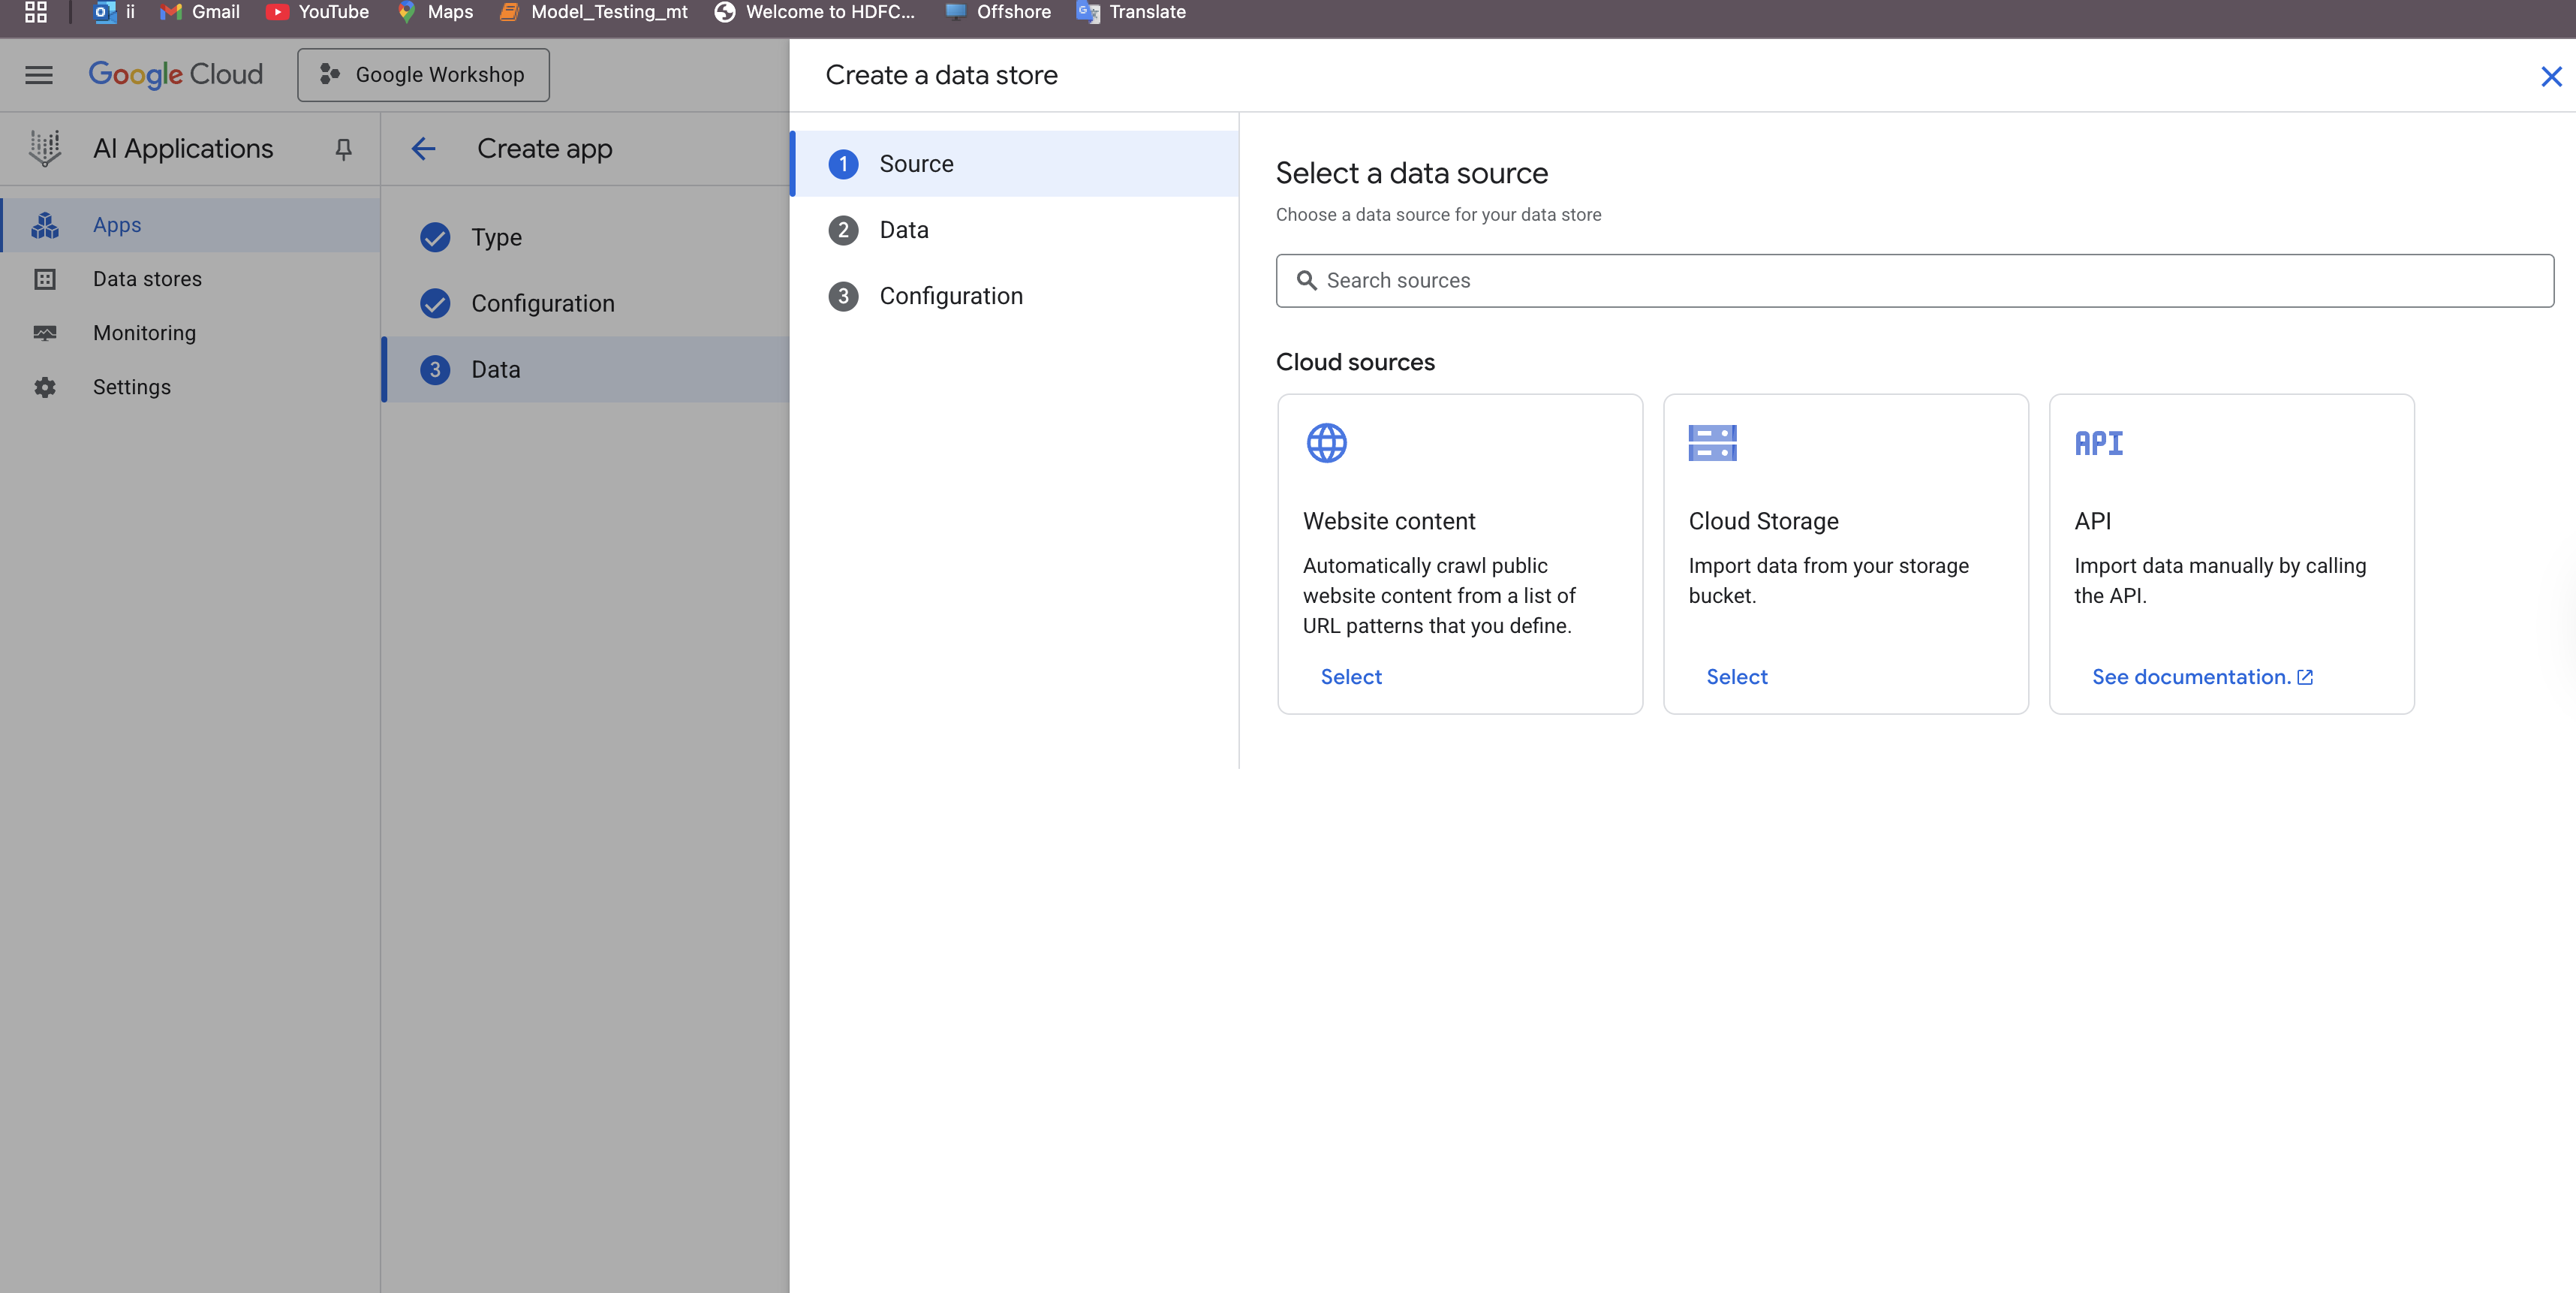 ii
Gmail
YouTube
Maps
Model_Testing_mt
Welcome to HDFC...
Offshore
Translate
Google Cloud
Google Workshop
AI Applications
Apps
Data stores
Monitoring
Settings
Create app
Type
Configuration
3 Data
Create a data store
1 Source
2 Data
3 Configuration
Select a data source
Choose a data source for your data store
Search sources
Cloud sources
Website content
Automatically crawl public
website content from a list of
URL patterns that you define.
Select
Cloud Storage
Import data from your storage
bucket.
Select
API
API
Import data manually by calling
the API.
See documentation.